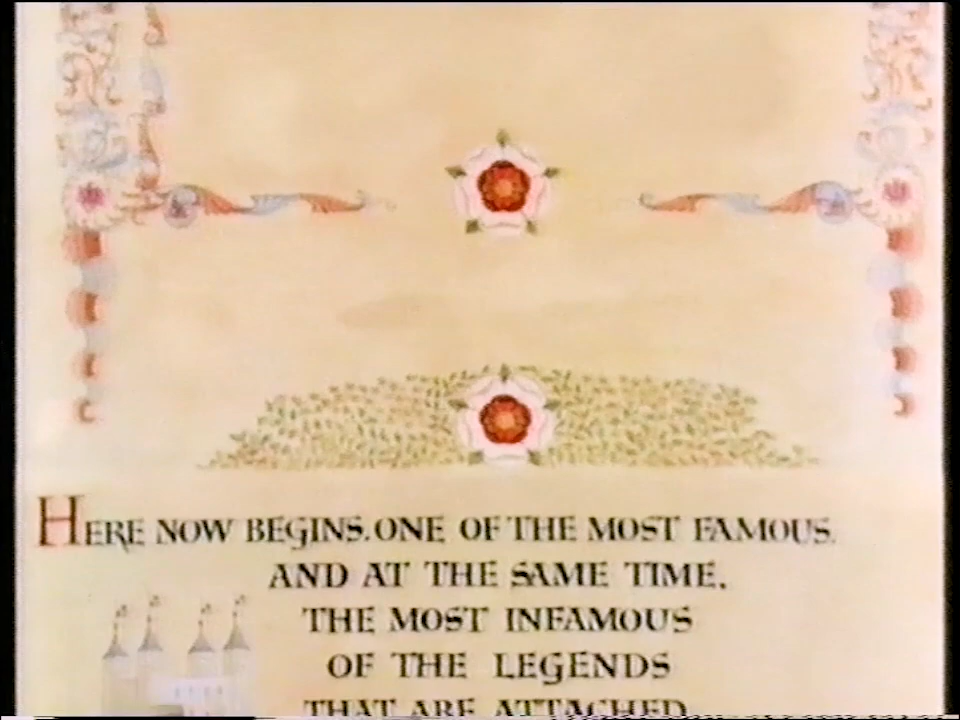 HERE NOW BEGINS, ONE OF THE MOST FAMOUS,
AND AT THE SAME TIME,
THE MOST INFAMOUS
OF THE LEGENDS
THAT ARE ATTACHED